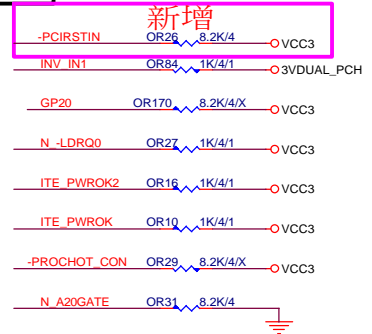 新增
-PCIRSTIN OR26 8.2K/4 VCC3
INV_IN1 OR84 1K/4/1 3VDUAL_PCH
GP20 OR170 8.2K/4/X VCC3
N_-LDRQ0 OR27 1K/4/1 VCC3
ITE_PWROK2 OR16 1K/4/1 VCC3
ITE_PWROK OR10 1K/4/1 VCC3
-PROCHOT_CON OR29 8.2K/4/X VCC3
N_A20GATE OR31 8.2K/4